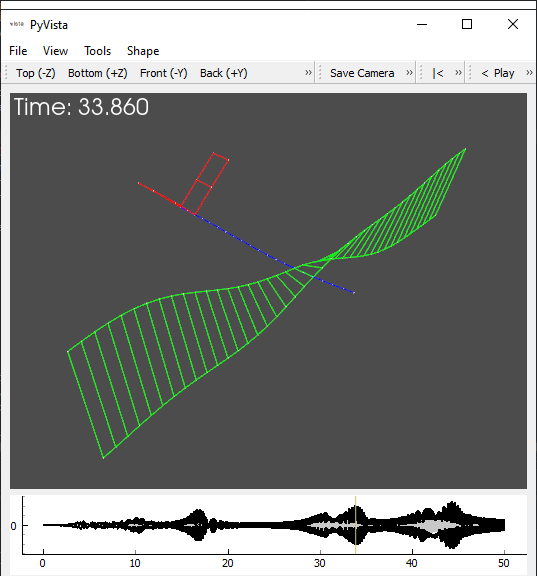 PyVista
File View Tools Shape
Top (-Z) Bottom (+Z) Front (-Y) Back (+Y) » Save Camera » |< » < Play »
Time: 33.860
0
0 10 20 30 40 50